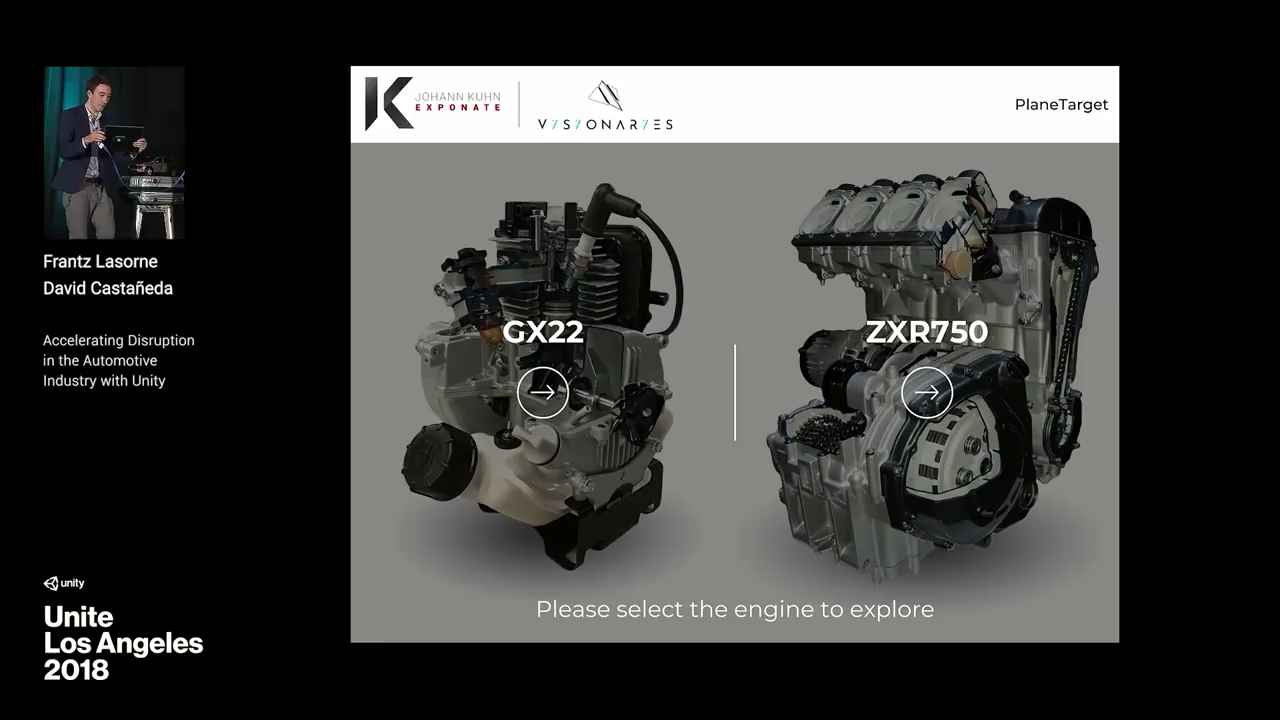 Frantz Lasorne
David Castañeda
Accelerating Disruption
in the Automotive
Industry with Unity
unity
Unite
Los Angeles
2018
K
JOHANN KUHN
EXPONATE
V7S7ONAR7ES
PlaneTarget
GX22
ZXR750
Please select the engine to explore